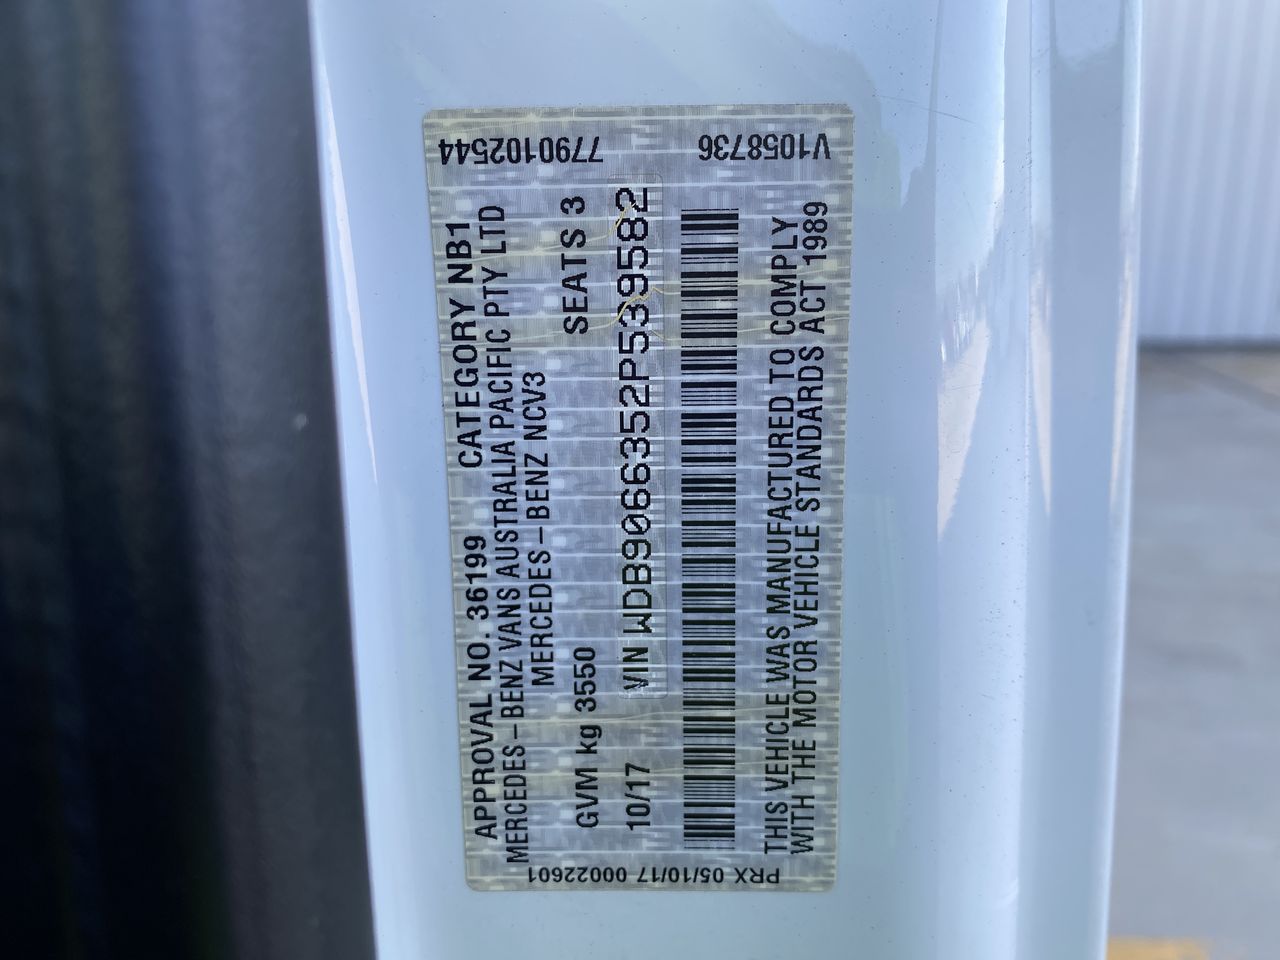 APPROVAL NO. 36199 CATEGORY NB1
MERCEDES-BENZ VANS AUSTRALIA PACIFIC PTY LTD
MERCEDES-BENZ NCV3
GVM kg 3550 SEATS 3
10/17 VIN WDB9066352P539582
THIS VEHICLE WAS MANUFACTURED TO COMPLY
WITH THE MOTOR VEHICLE STANDARDS ACT 1989
7790102544 V1058736
PRX 05/10/17 00022601